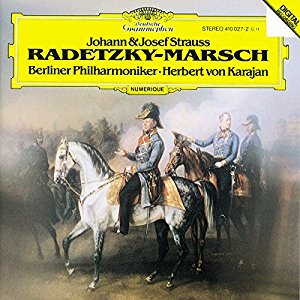 Deutsche
Grammophon
STEREO 410 027-2
Johann & Josef Strauss
RADETZKY-MARSCH
Berliner Philharmoniker · Herbert von Karajan
NUMERIQUE
DIGITAL